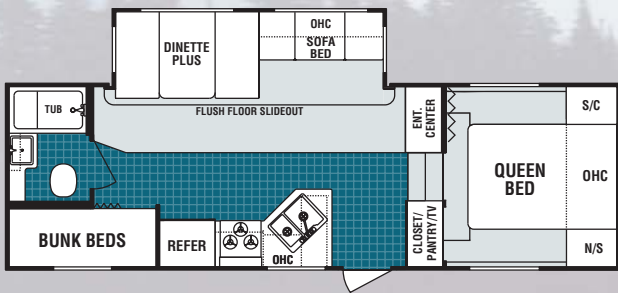 DINETTE
PLUS
OHC
SOFA
BED
FLUSH FLOOR SLIDEOUT
TUB
ENT.
CENTER
S/C
QUEEN
BED
OHC
N/S
BUNK BEDS
REFER
OHC
CLOSET/
PANTRY/TV